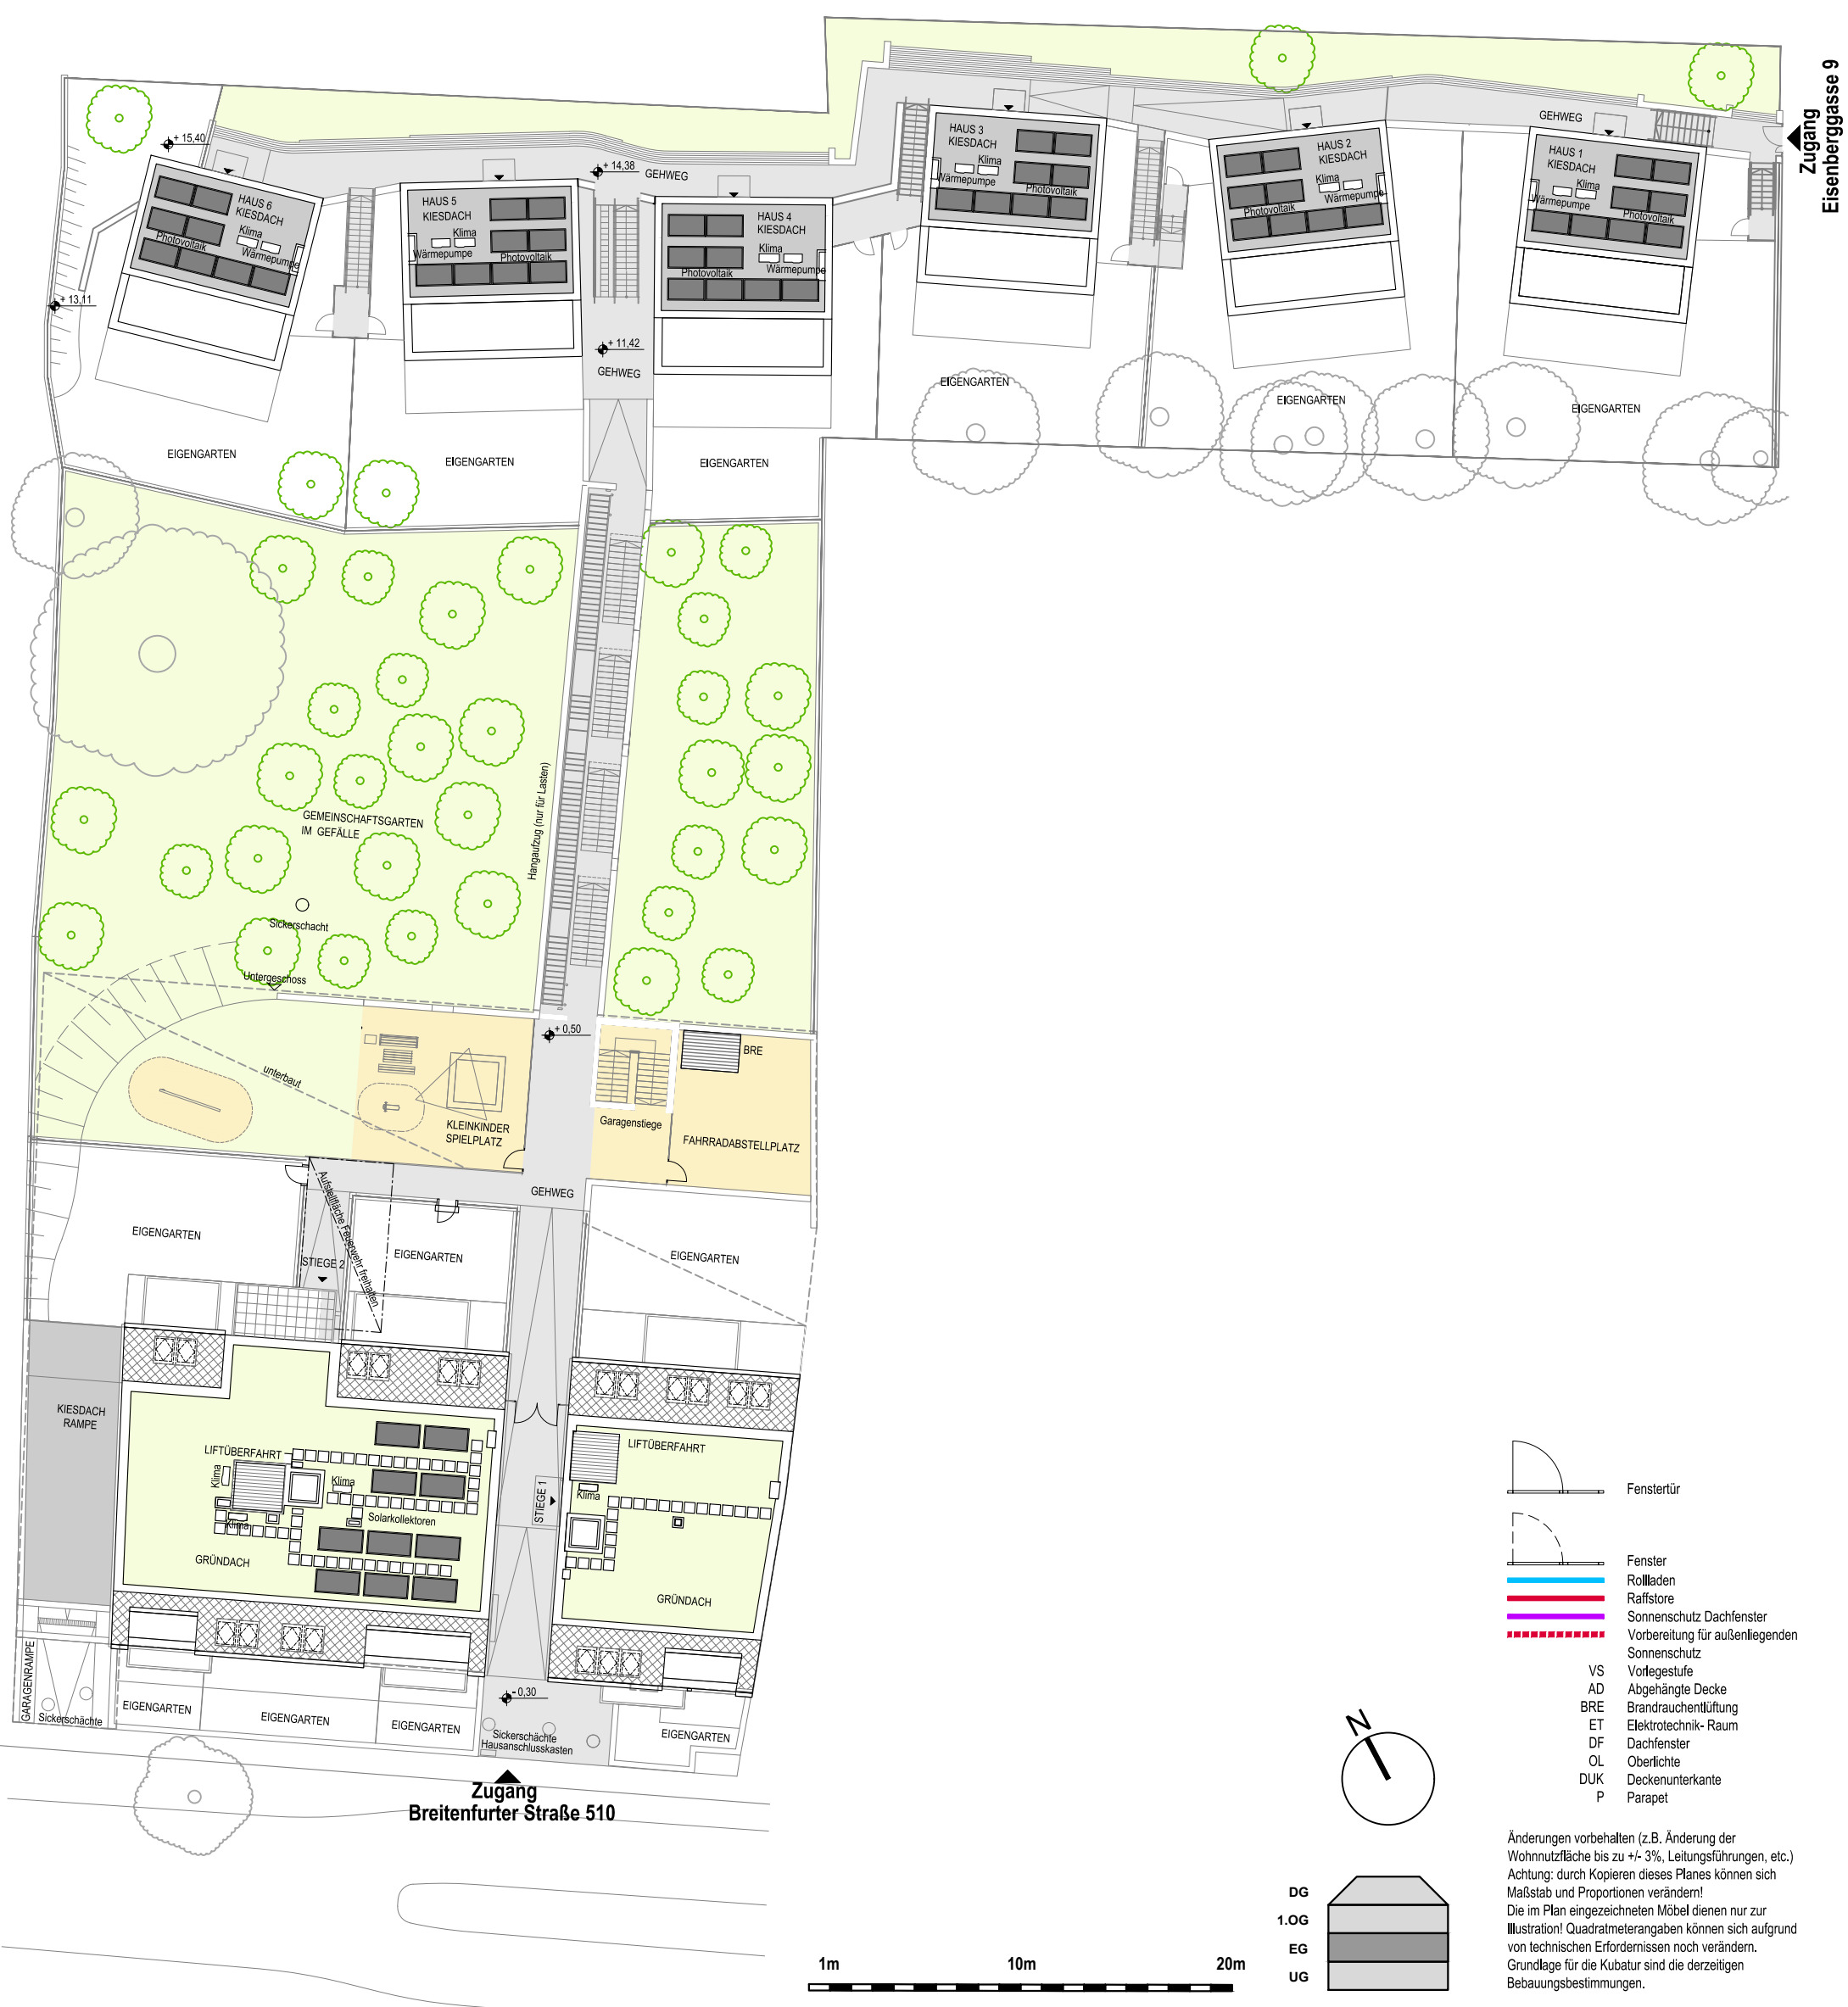 Zugang
Eisenberggasse 9
GEHWEG
+ 15,40
+ 14,38
GEHWEG
HAUS 3
KIESDACH
Klima
Wärmepumpe
Photovoltaik
HAUS 2
KIESDACH
Klima
Wärmepumpe
Photovoltaik
HAUS 1
KIESDACH
Klima
Wärmepumpe
Photovoltaik
HAUS 6
KIESDACH
Klima
Photovoltaik
Wärmepumpe
HAUS 5
KIESDACH
Klima
Wärmepumpe
Photovoltaik
HAUS 4
KIESDACH
Klima
Photovoltaik
Wärmepumpe
+ 13,11
+ 11,42
GEHWEG
EIGENGARTEN
EIGENGARTEN
EIGENGARTEN
EIGENGARTEN
EIGENGARTEN
EIGENGARTEN
Hangaufzug (nur für Lasten)
GEMEINSCHAFTSGARTEN
IM GEFÄLLE
Sickerschacht
Untergeschoss
+ 0,50
BRE
unterbaut
KLEINKINDER
SPIELPLATZ
Garagenstiege
FAHRRADABSTELLPLATZ
GEHWEG
Aufstellfläche Feuerwehr freihalten
EIGENGARTEN
EIGENGARTEN
EIGENGARTEN
STIEGE 2
KIESDACH
RAMPE
LIFTÜBERFAHRT
Klima
Klima
Klima
Solarkollektoren
GRÜNDACH
STIEGE 1
LIFTÜBERFAHRT
Klima
GRÜNDACH
GARAGENRAMPE
Sickerschächte
EIGENGARTEN
EIGENGARTEN
EIGENGARTEN
-0,30
Sickerschächte
Hausanschlusskasten
EIGENGARTEN
Zugang
Breitenfurter Straße 510
Fenstertür
Fenster
Rollladen
Raffstore
Sonnenschutz Dachfenster
Vorbereitung für außenliegenden
Sonnenschutz
VS Vorlegestufe
AD Abgehängte Decke
BRE Brandrauchentlüftung
ET Elektrotechnik- Raum
DF Dachfenster
OL Oberlichte
DUK Deckenunterkante
P Parapet
N
Änderungen vorbehalten (z.B. Änderung der
Wohnnutzfläche bis zu +/- 3%, Leitungsführungen, etc.)
Achtung: durch Kopieren dieses Planes können sich
Maßstab und Proportionen verändern!
Die im Plan eingezeichneten Möbel dienen nur zur
Illustration! Quadratmeterangaben können sich aufgrund
von technischen Erfordernissen noch verändern.
Grundlage für die Kubatur sind die derzeitigen
Bebauungsbestimmungen.
DG
1.OG
EG
UG
1m 10m 20m